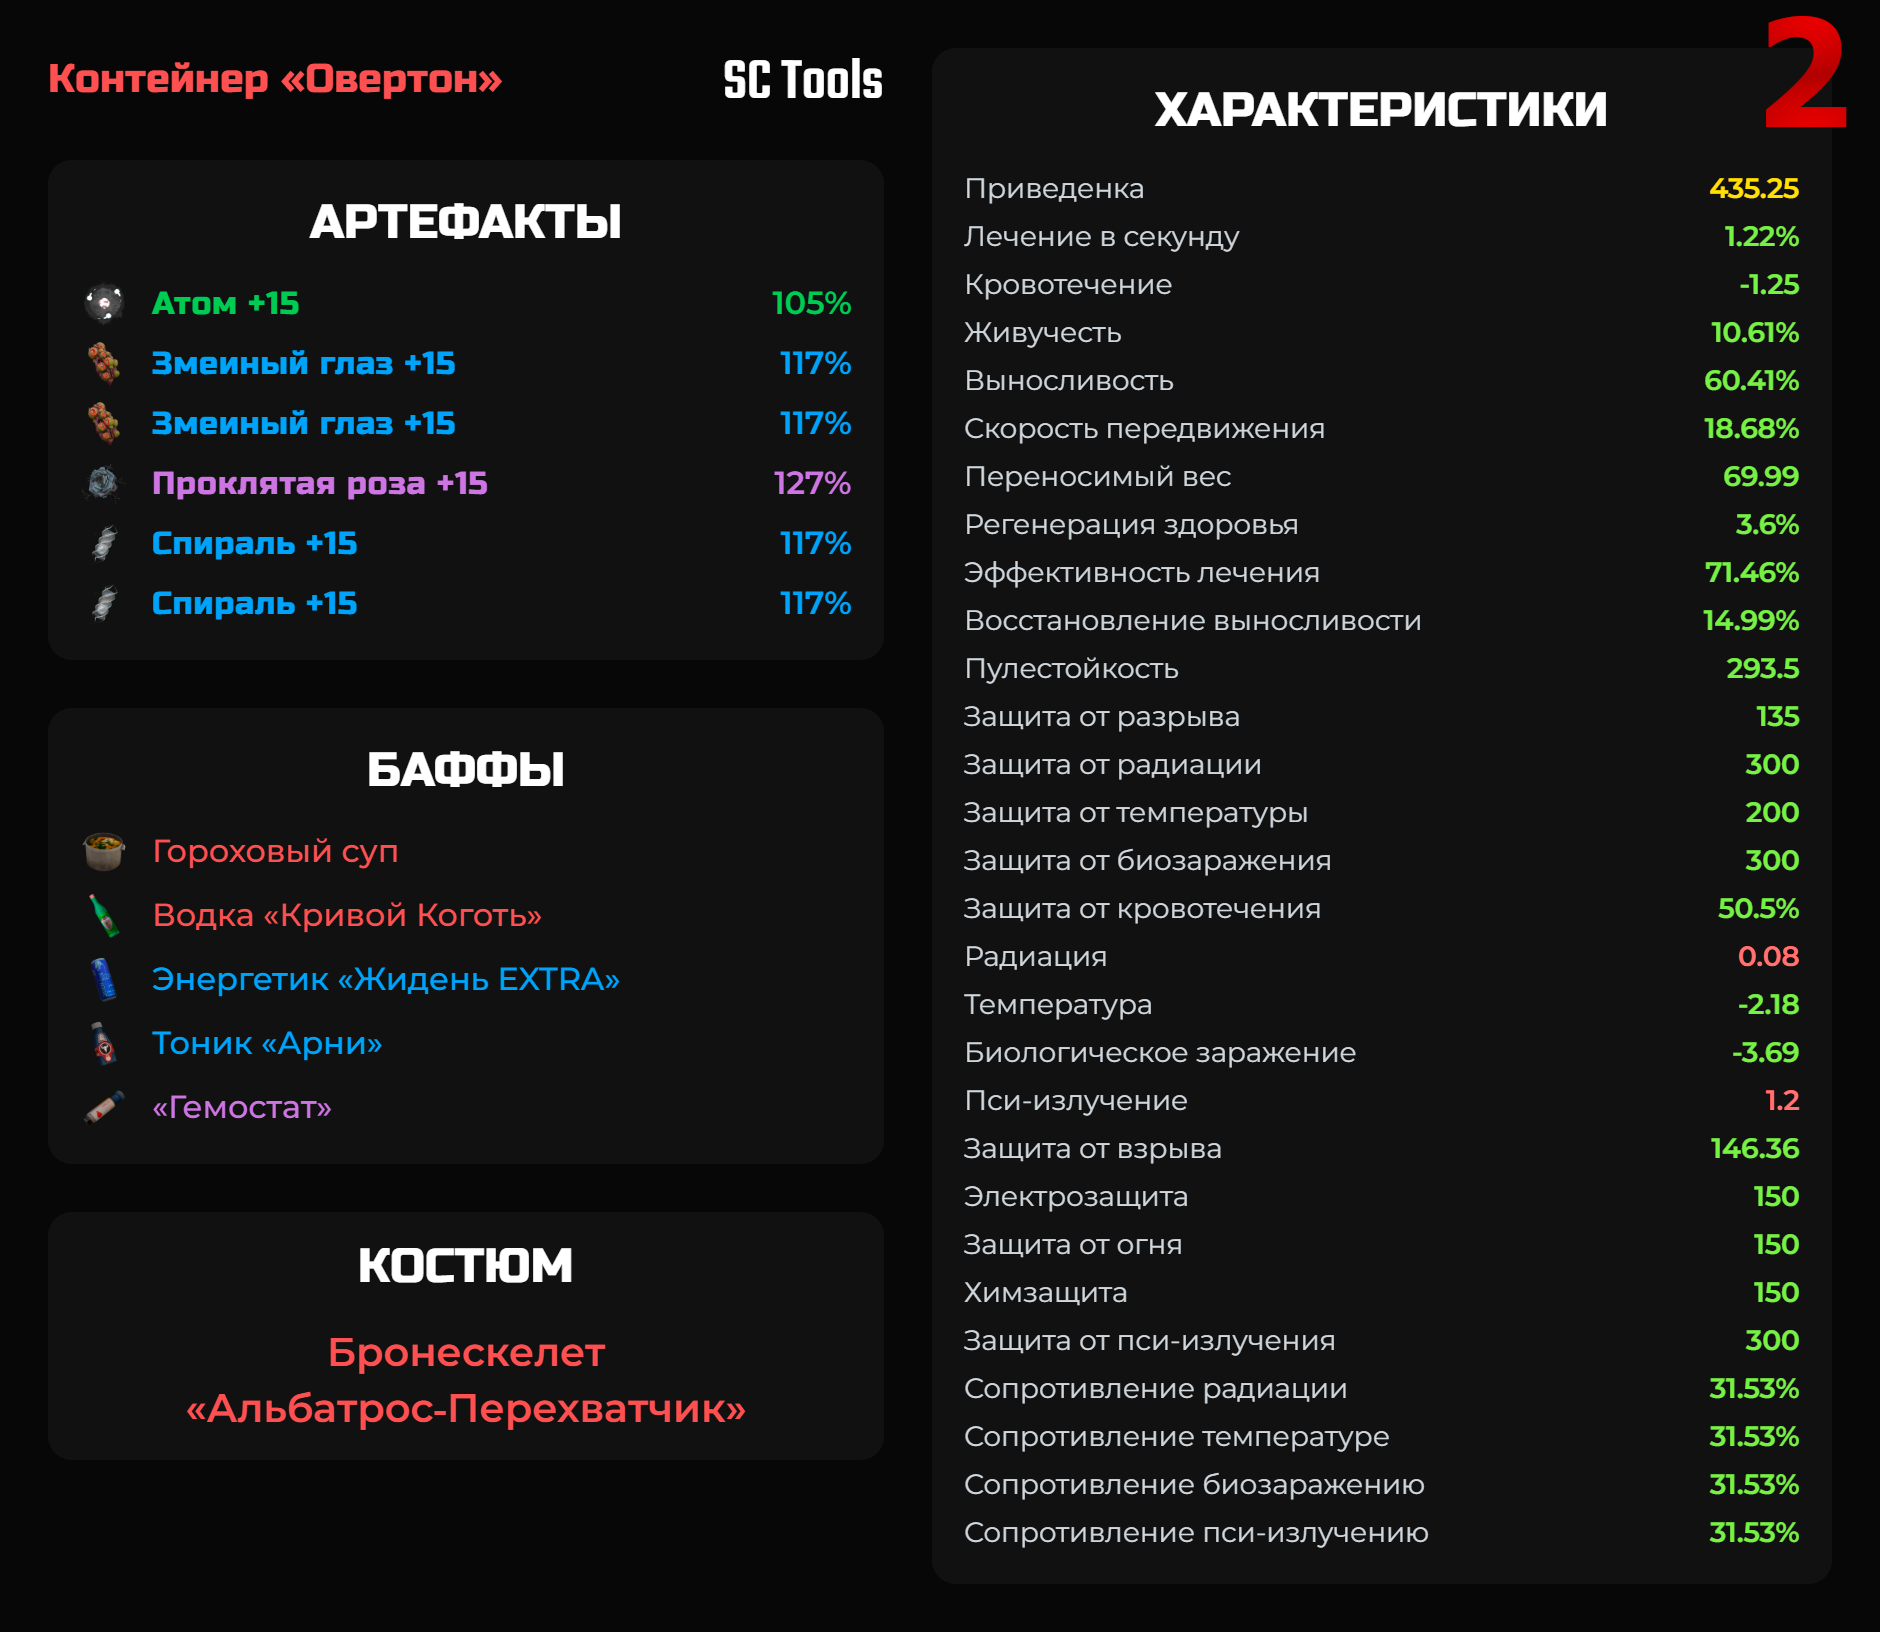 Контейнер «Овертон»
SC Tools
АРТЕФАКТЫ
Атом +15 105%
Змеиный глаз +15 117%
Змеиный глаз +15 117%
Проклятая роза +15 127%
Спираль +15 117%
Спираль +15 117%
БАФФЫ
Гороховый суп
Водка «Кривой Коготь»
Энергетик «Жидень EXTRA»
Тоник «Арни»
«Гемостат»
КОСТЮМ
Бронескелет
«Альбатрос-Перехватчик»
2
ХАРАКТЕРИСТИКИ
Приведенка 435.25
Лечение в секунду 1.22%
Кровотечение -1.25
Живучесть 10.61%
Выносливость 60.41%
Скорость передвижения 18.68%
Переносимый вес 69.99
Регенерация здоровья 3.6%
Эффективность лечения 71.46%
Восстановление выносливости 14.99%
Пулестойкость 293.5
Защита от разрыва 135
Защита от радиации 300
Защита от температуры 200
Защита от биозаражения 300
Защита от кровотечения 50.5%
Радиация 0.08
Температура -2.18
Биологическое заражение -3.69
Пси-излучение 1.2
Защита от взрыва 146.36
Электрозащита 150
Защита от огня 150
Химзащита 150
Защита от пси-излучения 300
Сопротивление радиации 31.53%
Сопротивление температуре 31.53%
Сопротивление биозаражению 31.53%
Сопротивление пси-излучению 31.53%